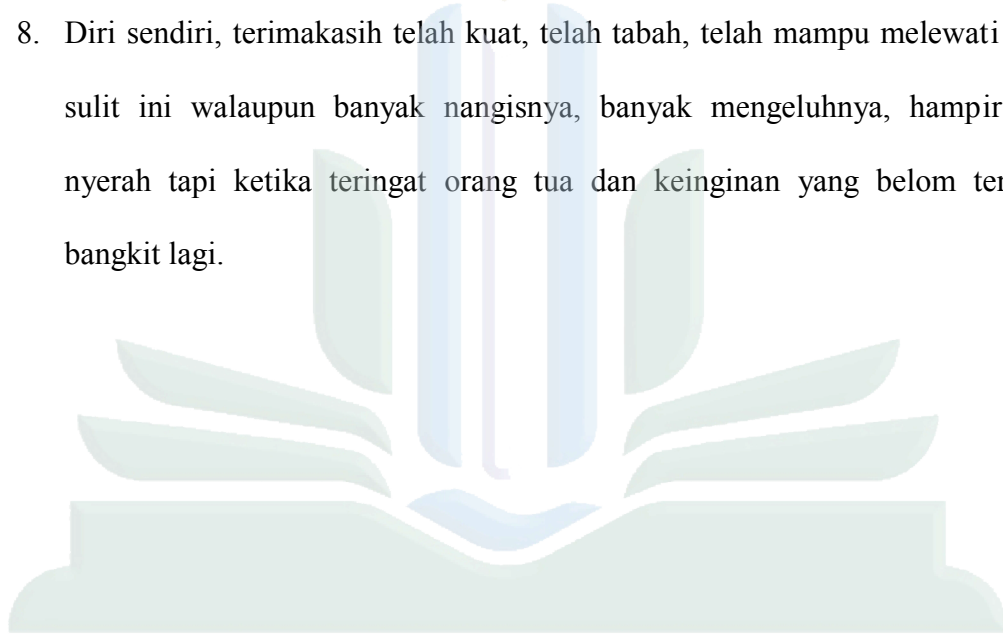 8. Diri sendiri, terimakasih telah kuat, telah tabah, telah mampu melewati
sulit ini walaupun banyak nangisnya, banyak mengeluhnya, hampir
nyerah tapi ketika teringat orang tua dan keinginan yang belom
bangkit lagi.